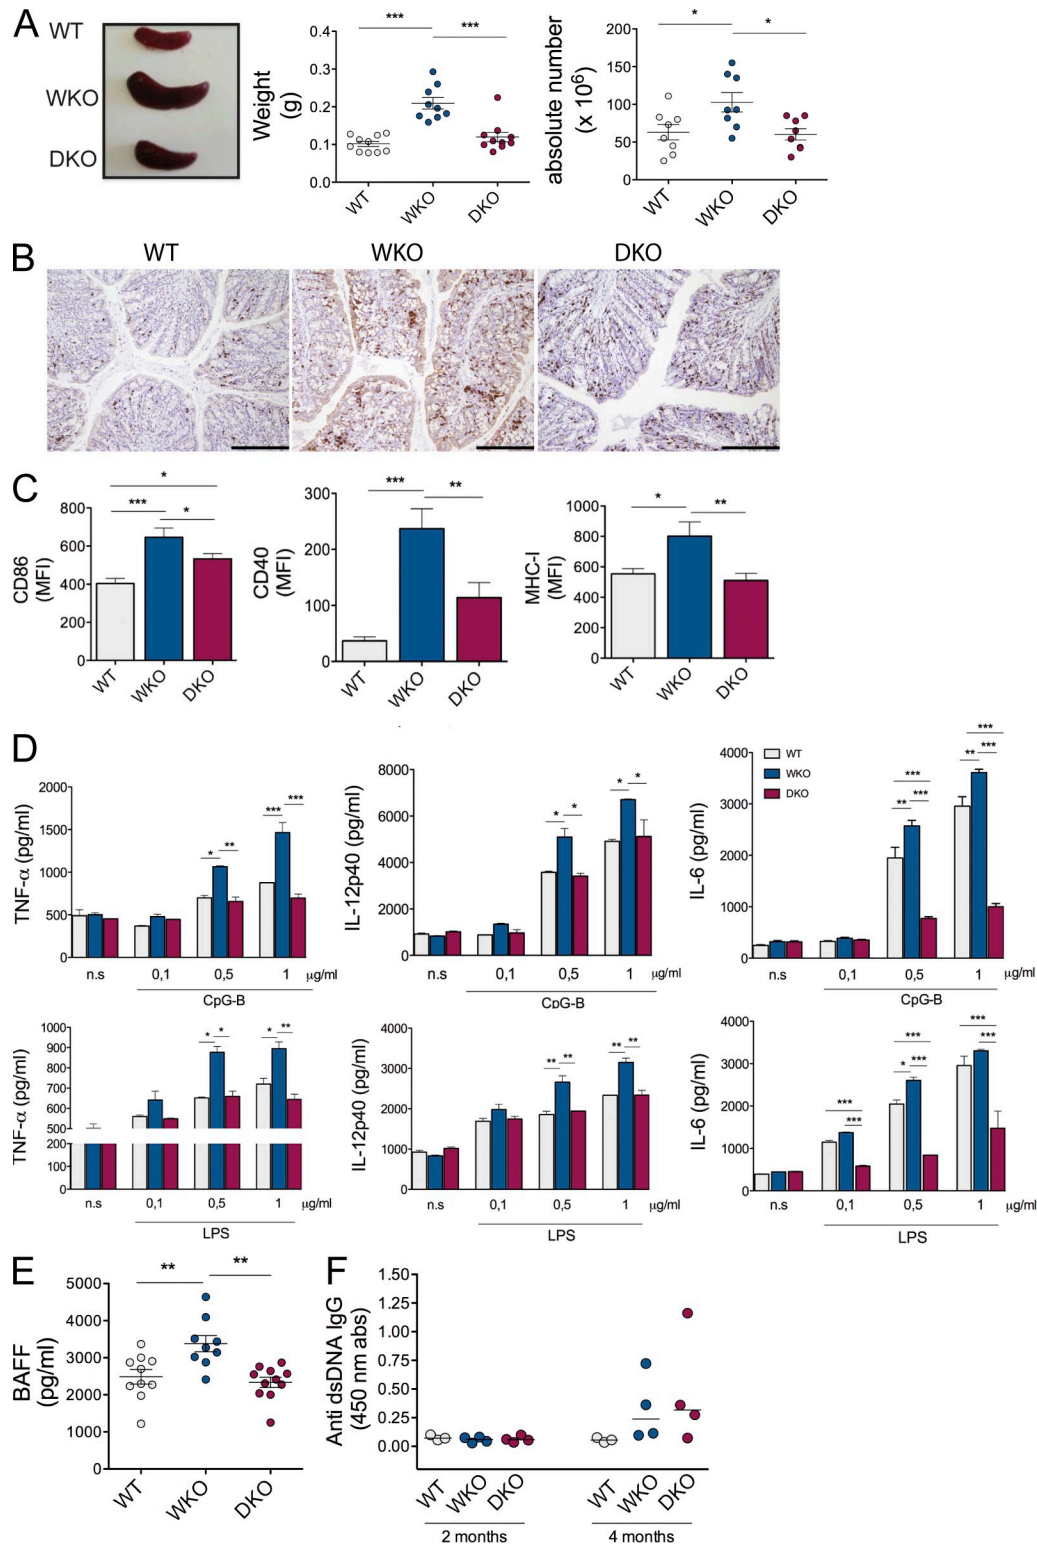 A
WT
WKO
DKO
Weight
(g)
0.4
0.3
0.2
0.1
0.0
*** ***
WT WKO DKO
absolute number
(x 10⁶)
200
150
100
50
0
* *
WT WKO DKO
B
WT WKO DKO
C
CD86
(MFI)
800
600
400
200
0
*
*** *
WT WKO DKO
CD40
(MFI)
300
200
100
0
*** **
WT WKO DKO
MHC-I
(MFI)
1000
800
600
400
200
0
* **
WT WKO DKO
D
TNF-α (pg/ml)
2000
1500
1000
500
0
* ** *** ***
n.s 0,1 0,5 1 μg/ml
CpG-B
IL-12p40 (pg/ml)
8000
6000
4000
2000
0
* * * *
n.s 0,1 0,5 1 μg/ml
CpG-B
IL-6 (pg/ml)
4000
3000
2000
1000
0
WT
WKO
DKO
*** ***
** *** ** ***
n.s 0,1 0,5 1 μg/ml
CpG-B
TNF-α (pg/ml)
1000
900
800
700
600
500
200
100
0
* * * **
n.s 0,1 0,5 1 μg/ml
LPS
IL-12p40 (pg/ml)
4000
3000
2000
1000
0
** ** ** **
n.s 0,1 0,5 1 μg/ml
LPS
IL-6 (pg/ml)
4000
3000
2000
1000
0
*** *** ***
*** * *** ***
n.s 0,1 0,5 1 μg/ml
LPS
E
BAFF
(pg/ml)
5000
4000
3000
2000
1000
0
** **
WT WKO DKO
F
Anti dsDNA IgG
(450 nm abs)
1.50
1.25
1.00
0.75
0.50
0.25
0.00
WT WKO DKO WT WKO DKO
2 months 4 months